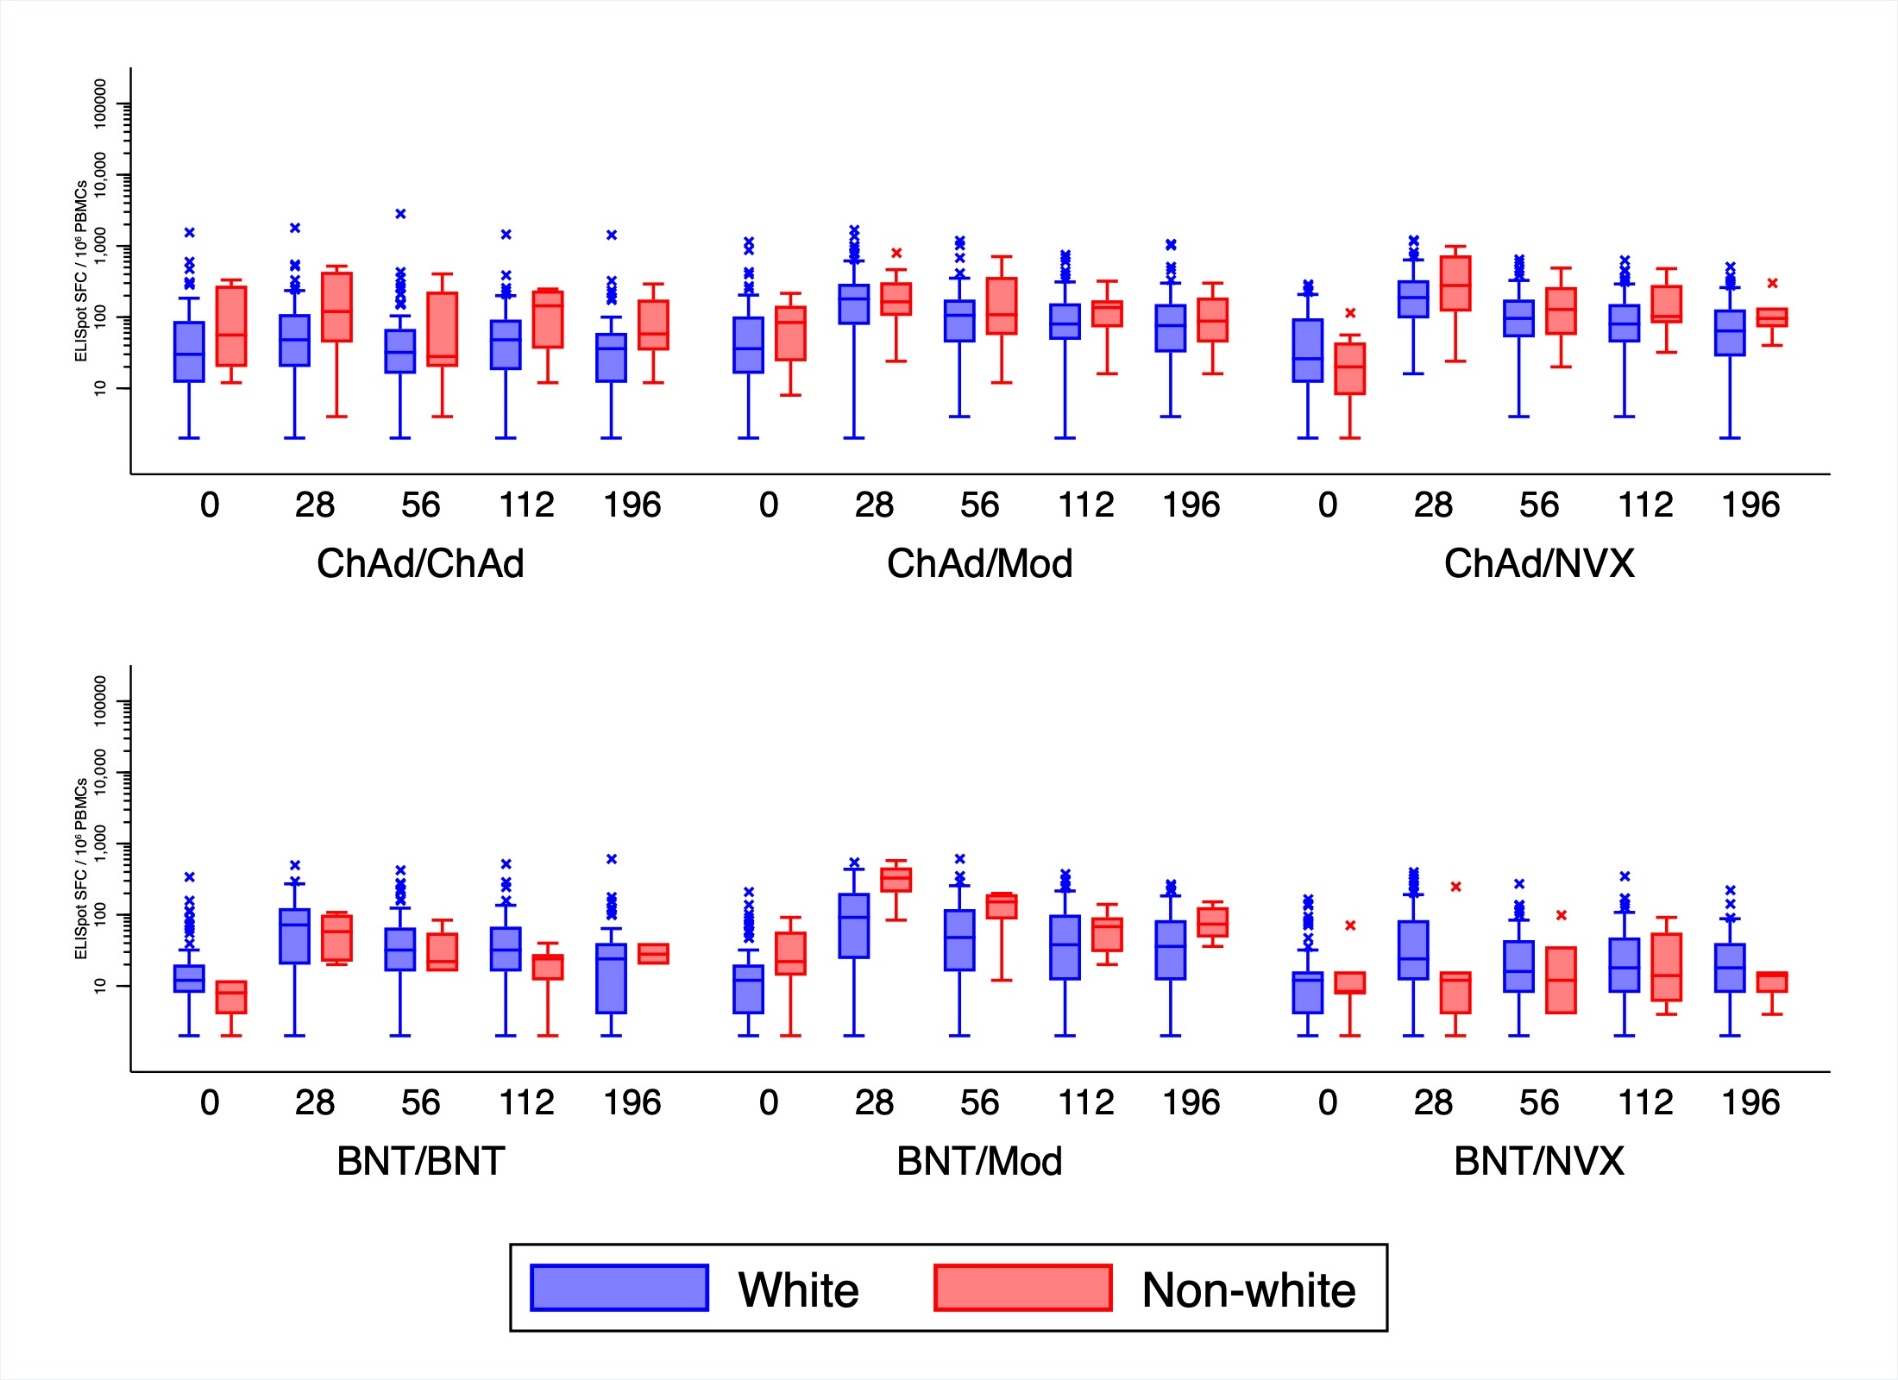 ELISpot SFC / 10⁶ PBMCs
100000
10,000
1,000
100
10
0 28 56 112 196 0 28 56 112 196 0 28 56 112 196
ChAd/ChAd ChAd/Mod ChAd/NVX
ELISpot SFC / 10⁶ PBMCs
100000
10,000
1,000
100
10
0 28 56 112 196 0 28 56 112 196 0 28 56 112 196
BNT/BNT BNT/Mod BNT/NVX
White Non-white